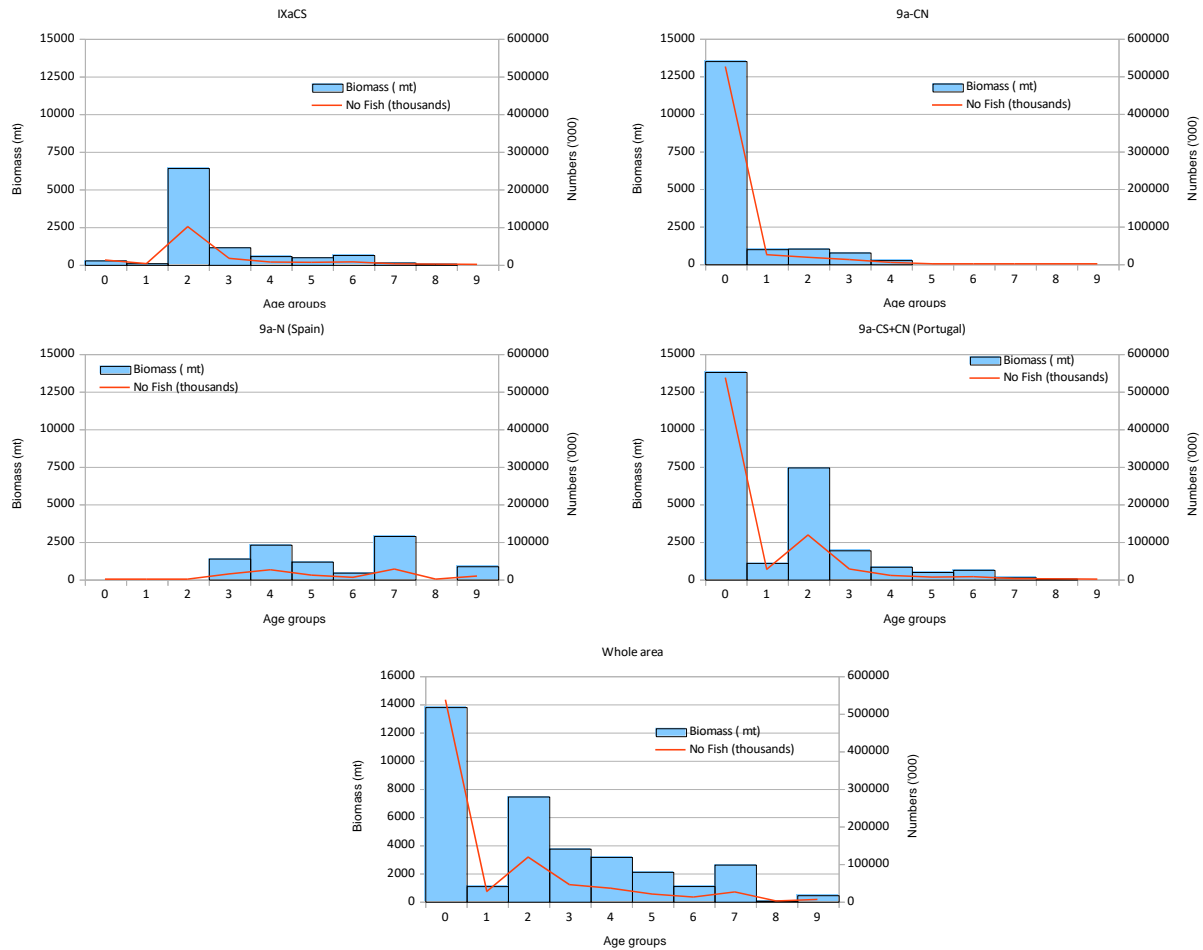 IXaCS
15000
12500
10000
7500
5000
2500
0
Biomass (mt)
600000
500000
400000
300000
200000
100000
0
Numbers ('000)
Biomass ( mt)
No Fish (thousands)
0 1 2 3 4 5 6 7 8 9
Age groups
9a-CN
15000
12500
10000
7500
5000
2500
0
Biomass (mt)
600000
500000
400000
300000
200000
100000
0
Numbers ('000)
Biomass ( mt)
No Fish (thousands)
0 1 2 3 4 5 6 7 8 9
Age groups
9a-N (Spain)
15000
12500
10000
7500
5000
2500
0
Biomass (mt)
600000
500000
400000
300000
200000
100000
0
Numbers ('000)
Biomass ( mt)
No Fish (thousands)
0 1 2 3 4 5 6 7 8 9
Age groups
9a-CS+CN (Portugal)
15000
12500
10000
7500
5000
2500
0
Biomass (mt)
600000
500000
400000
300000
200000
100000
0
Numbers ('000)
Biomass ( mt)
No Fish (thousands)
0 1 2 3 4 5 6 7 8 9
Age groups
Whole area
16000
14000
12000
10000
8000
6000
4000
2000
0
Biomass (mt)
600000
500000
400000
300000
200000
100000
0
Numbers ('000)
Biomass ( mt)
No Fish (thousands)
0 1 2 3 4 5 6 7 8 9
Age groups